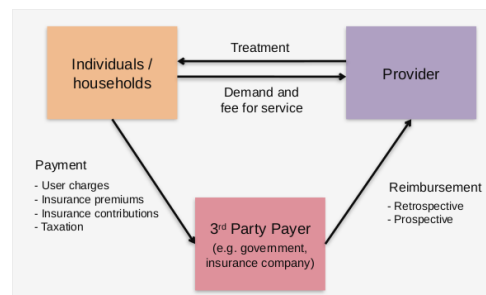 Individuals /
households
Treatment
Demand and
fee for service
Provider
Payment
- User charges
- Insurance premiums
- Insurance contributions
- Taxation
3rd Party Payer
(e.g. government,
insurance company)
Reimbursement
- Retrospective
- Prospective